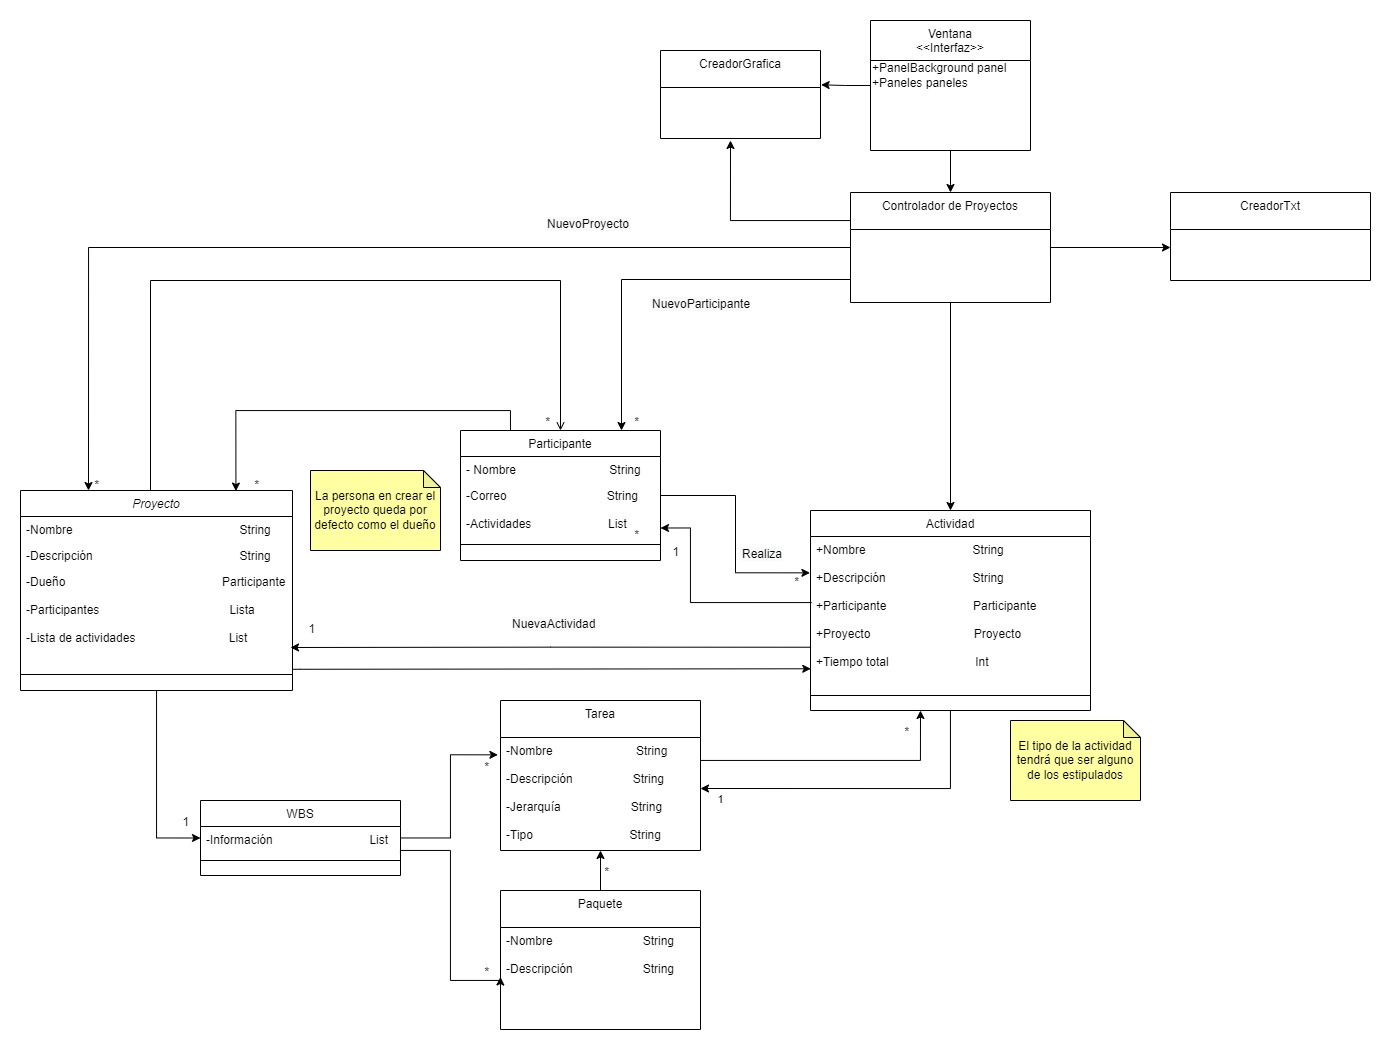 Ventana
<<Interfaz>>
+PanelBackground panel
+Paneles paneles
CreadorGrafica
Controlador de Proyectos
CreadorTxt
NuevoProyecto
NuevoParticipante
*
*
Participante
- Nombre String
-Correo String
-Actividades List
*
*
*
Proyecto
-Nombre String
-Descripción String
-Dueño Participante
-Participantes Lista
-Lista de actividades List
La persona en crear el
proyecto queda por
defecto como el dueño
1
Realiza
*
Actividad
+Nombre String
+Descripción String
+Participante Participante
+Proyecto Proyecto
+Tiempo total Int
1
NuevaActividad
Tarea
-Nombre String
-Descripción String
-Jerarquía String
-Tipo String
*
*
1
El tipo de la actividad
tendrá que ser alguno
de los estipulados
1
WBS
-Información List
*
Paquete
-Nombre String
-Descripción String
*